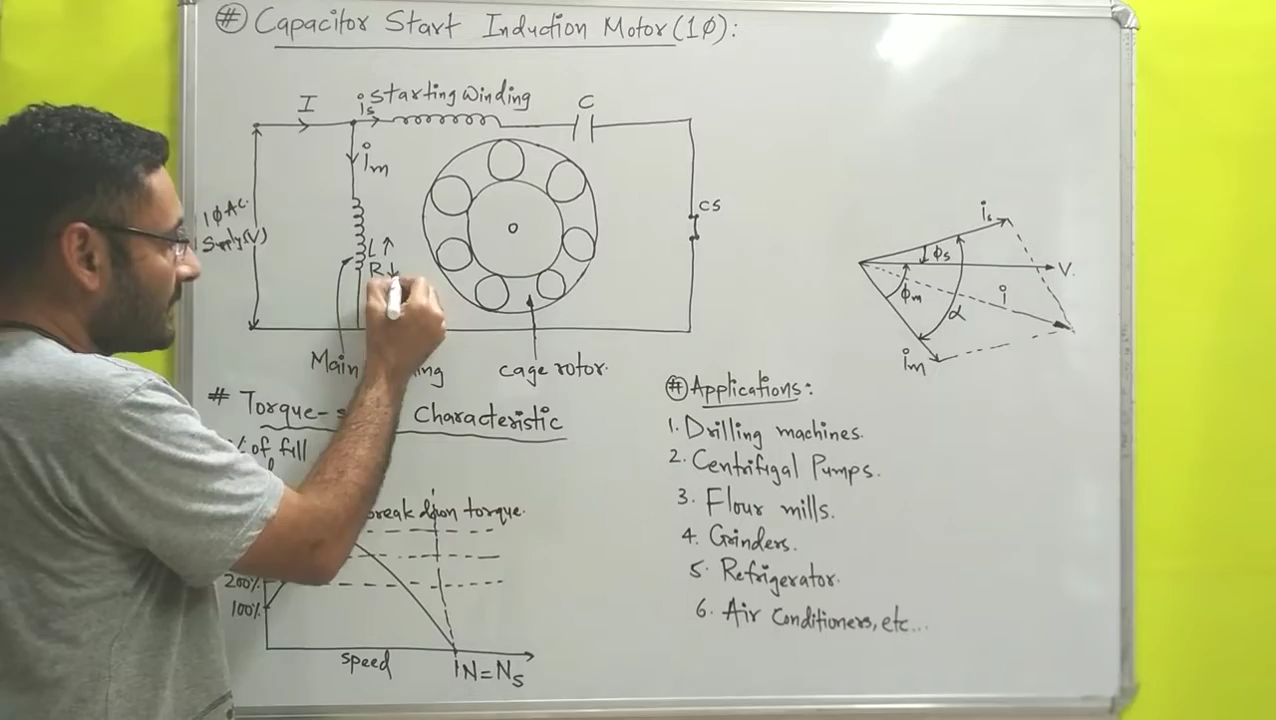 # Capacitor Start Induction Motor (1Φ):
I
is
starting winding
C
im
1Φ AC.
Supply (V)
L↑
R↓
CS
Main
cage rotor.
is
Φs
V.
Φm
i
α
im
# Torque- Characteristic
% of fill
break down torque.
200%
100%
speed
N = Ns
# Applications:
1. Drilling machines.
2. Centrifigal Pumps.
3. Flour mills.
4. Grinders.
5. Refrigerator.
6. Air Conditioners, etc...